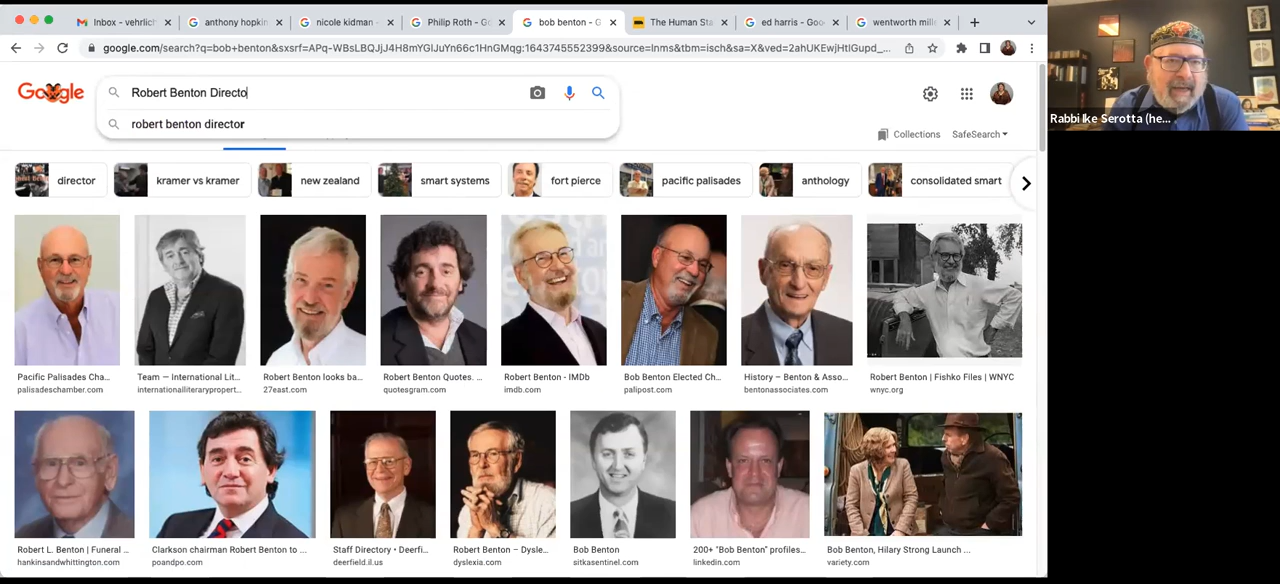 Inbox - vehrlich
anthony hopkin
nicole kidman -
Philip Roth - Go
bob benton - G
The Human Sta
ed harris - Goo
wentworth mill
google.com/search?q=bob+benton&sxsrf=APq-WBsLBQJjJ4H8mYGlJuYn66c1HnGMqg:1643745552399&source=lnms&tbm=isch&sa=X&ved=2ahUKEwjHtIGupd_...
Google
Robert Benton Directo
robert benton director
Collections
SafeSearch
director
kramer vs kramer
new zealand
smart systems
fort pierce
pacific palisades
anthology
consolidated smart
Pacific Palisades Cha...
palisadeschamber.com
Team — International Lit...
internationalliterarypropert...
Robert Benton looks ba...
27east.com
Robert Benton Quotes. ...
quotesgram.com
Robert Benton - IMDb
imdb.com
Bob Benton Elected Ch...
palipost.com
History – Benton & Asso...
bentonassociates.com
Robert Benton | Fishko Files | WNYC
wnyc.org
Robert L. Benton | Funeral ...
hankinsandwhittington.com
Clarkson chairman Robert Benton to ...
poandpo.com
Staff Directory • Deerfi...
deerfield.il.us
Robert Benton – Dysle...
dyslexia.com
Bob Benton
sitkasentinel.com
200+ "Bob Benton" profiles...
linkedin.com
Bob Benton, Hilary Strong Launch ...
variety.com
Rabbi Ike Serotta (he...